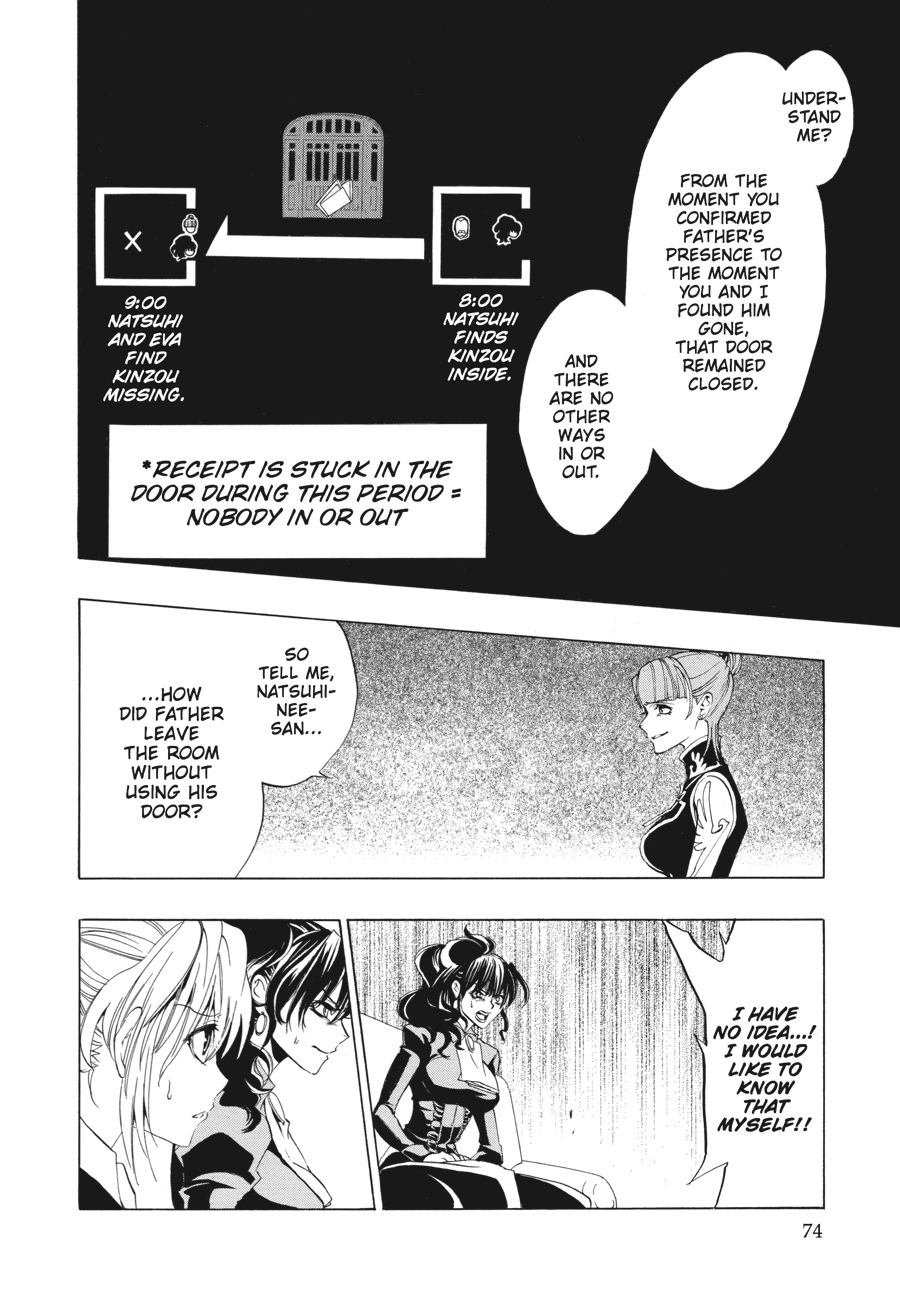 UNDER-
STAND
ME?
FROM THE
MOMENT YOU
CONFIRMED
FATHER'S
PRESENCE TO
THE MOMENT
YOU AND I
FOUND HIM
GONE,
THAT DOOR
REMAINED
CLOSED.
AND
THERE
ARE NO
OTHER
WAYS
IN OR
OUT.
8:00
NATSUHI
FINDS
KINZOU
INSIDE.
9:00
NATSUHI
AND EVA
FIND
KINZOU
MISSING.
*RECEIPT IS STUCK IN THE
DOOR DURING THIS PERIOD =
NOBODY IN OR OUT
SO
TELL ME,
NATSUHI-
NEE-
SAN...
...HOW
DID FATHER
LEAVE
THE ROOM
WITHOUT
USING HIS
DOOR?
I HAVE
NO IDEA...!
I WOULD
LIKE TO
KNOW
THAT
MYSELF!!
74